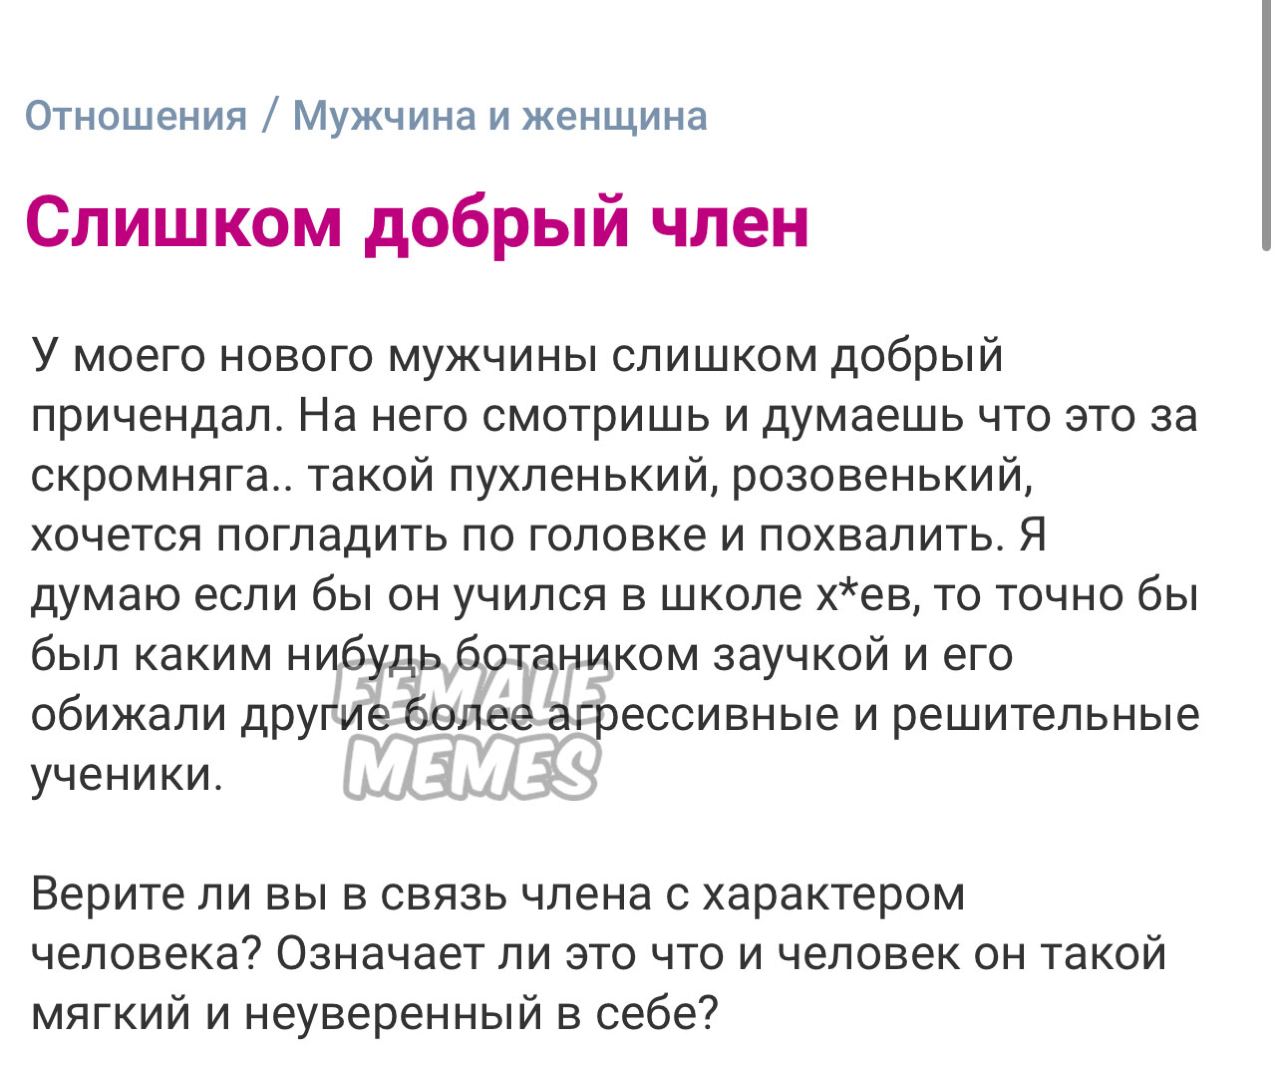 Отношения / Мужчина и женщина
Слишком добрый член
У моего нового мужчины слишком добрый
причендал. На него смотришь и думаешь что это за
скромняга.. такой пухленький, розовенький,
хочется погладить по головке и похвалить. Я
думаю если бы он учился в школе х*ев, то точно бы
был каким нибудь ботаником заучкой и его
обижали другие более агрессивные и решительные
ученики.
FEMALE
MEMES
Верите ли вы в связь члена с характером
человека? Означает ли это что и человек он такой
мягкий и неуверенный в себе?